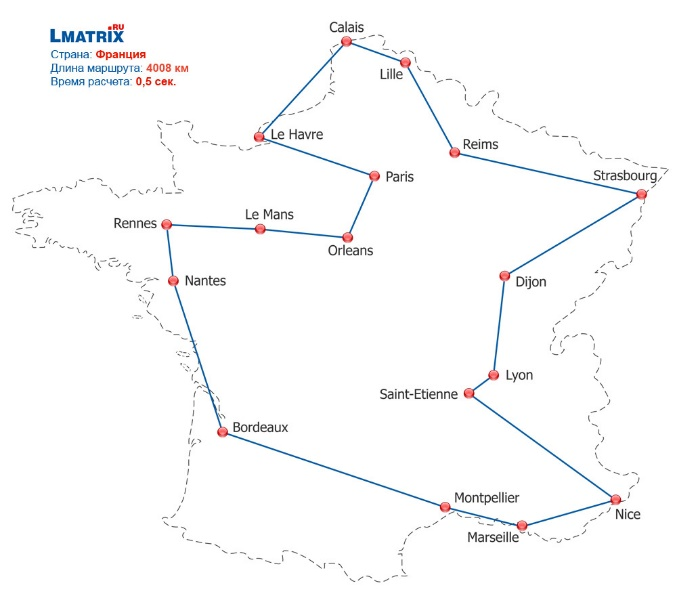 LMATRIX.RU
Страна: Франция
Длина маршрута: 4008 км
Время расчета: 0,5 сек.
Calais
Lille
Le Havre
Reims
Paris
Strasbourg
Rennes
Le Mans
Orleans
Nantes
Dijon
Lyon
Saint-Etienne
Bordeaux
Montpellier
Nice
Marseille